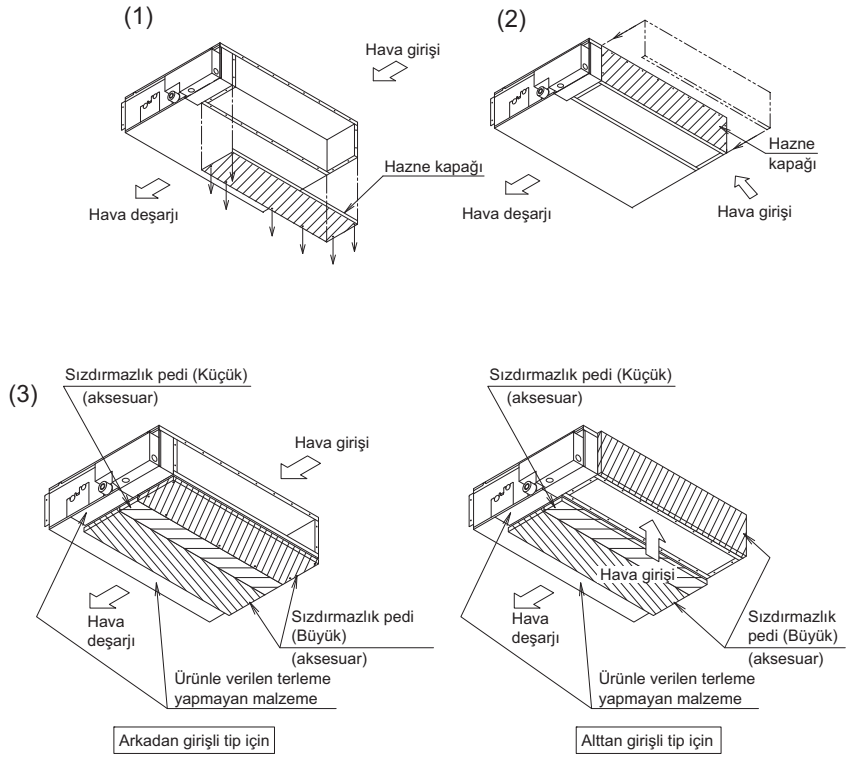 (1)
Hava girişi
Hazne kapağı
Hava deşarjı
(2)
Hazne
kapağı
Hava deşarjı
Hava girişi
(3)
Sızdırmazlık pedi (Küçük)
(aksesuar)
Hava girişi
Hava
deşarjı
Sızdırmazlık pedi
(Büyük)
(aksesuar)
Ürünle verilen terleme
yapmayan malzeme
Arkadan girişli tip için
Sızdırmazlık pedi (Küçük)
(aksesuar)
Hava girişi
Hava
deşarjı
Sızdırmazlık
pedi (Büyük)
(aksesuar)
Ürünle verilen terleme
yapmayan malzeme
Alttan girişli tip için